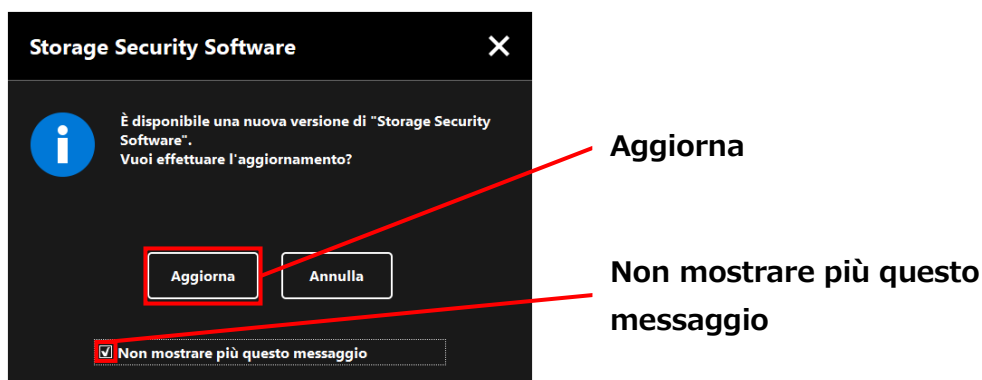 Storage Security Software
È disponibile una nuova versione di "Storage Security
Software".
Vuoi effettuare l'aggiornamento?
Aggiorna
Annulla
Non mostrare più questo messaggio
Aggiorna
Non mostrare più questo
messaggio